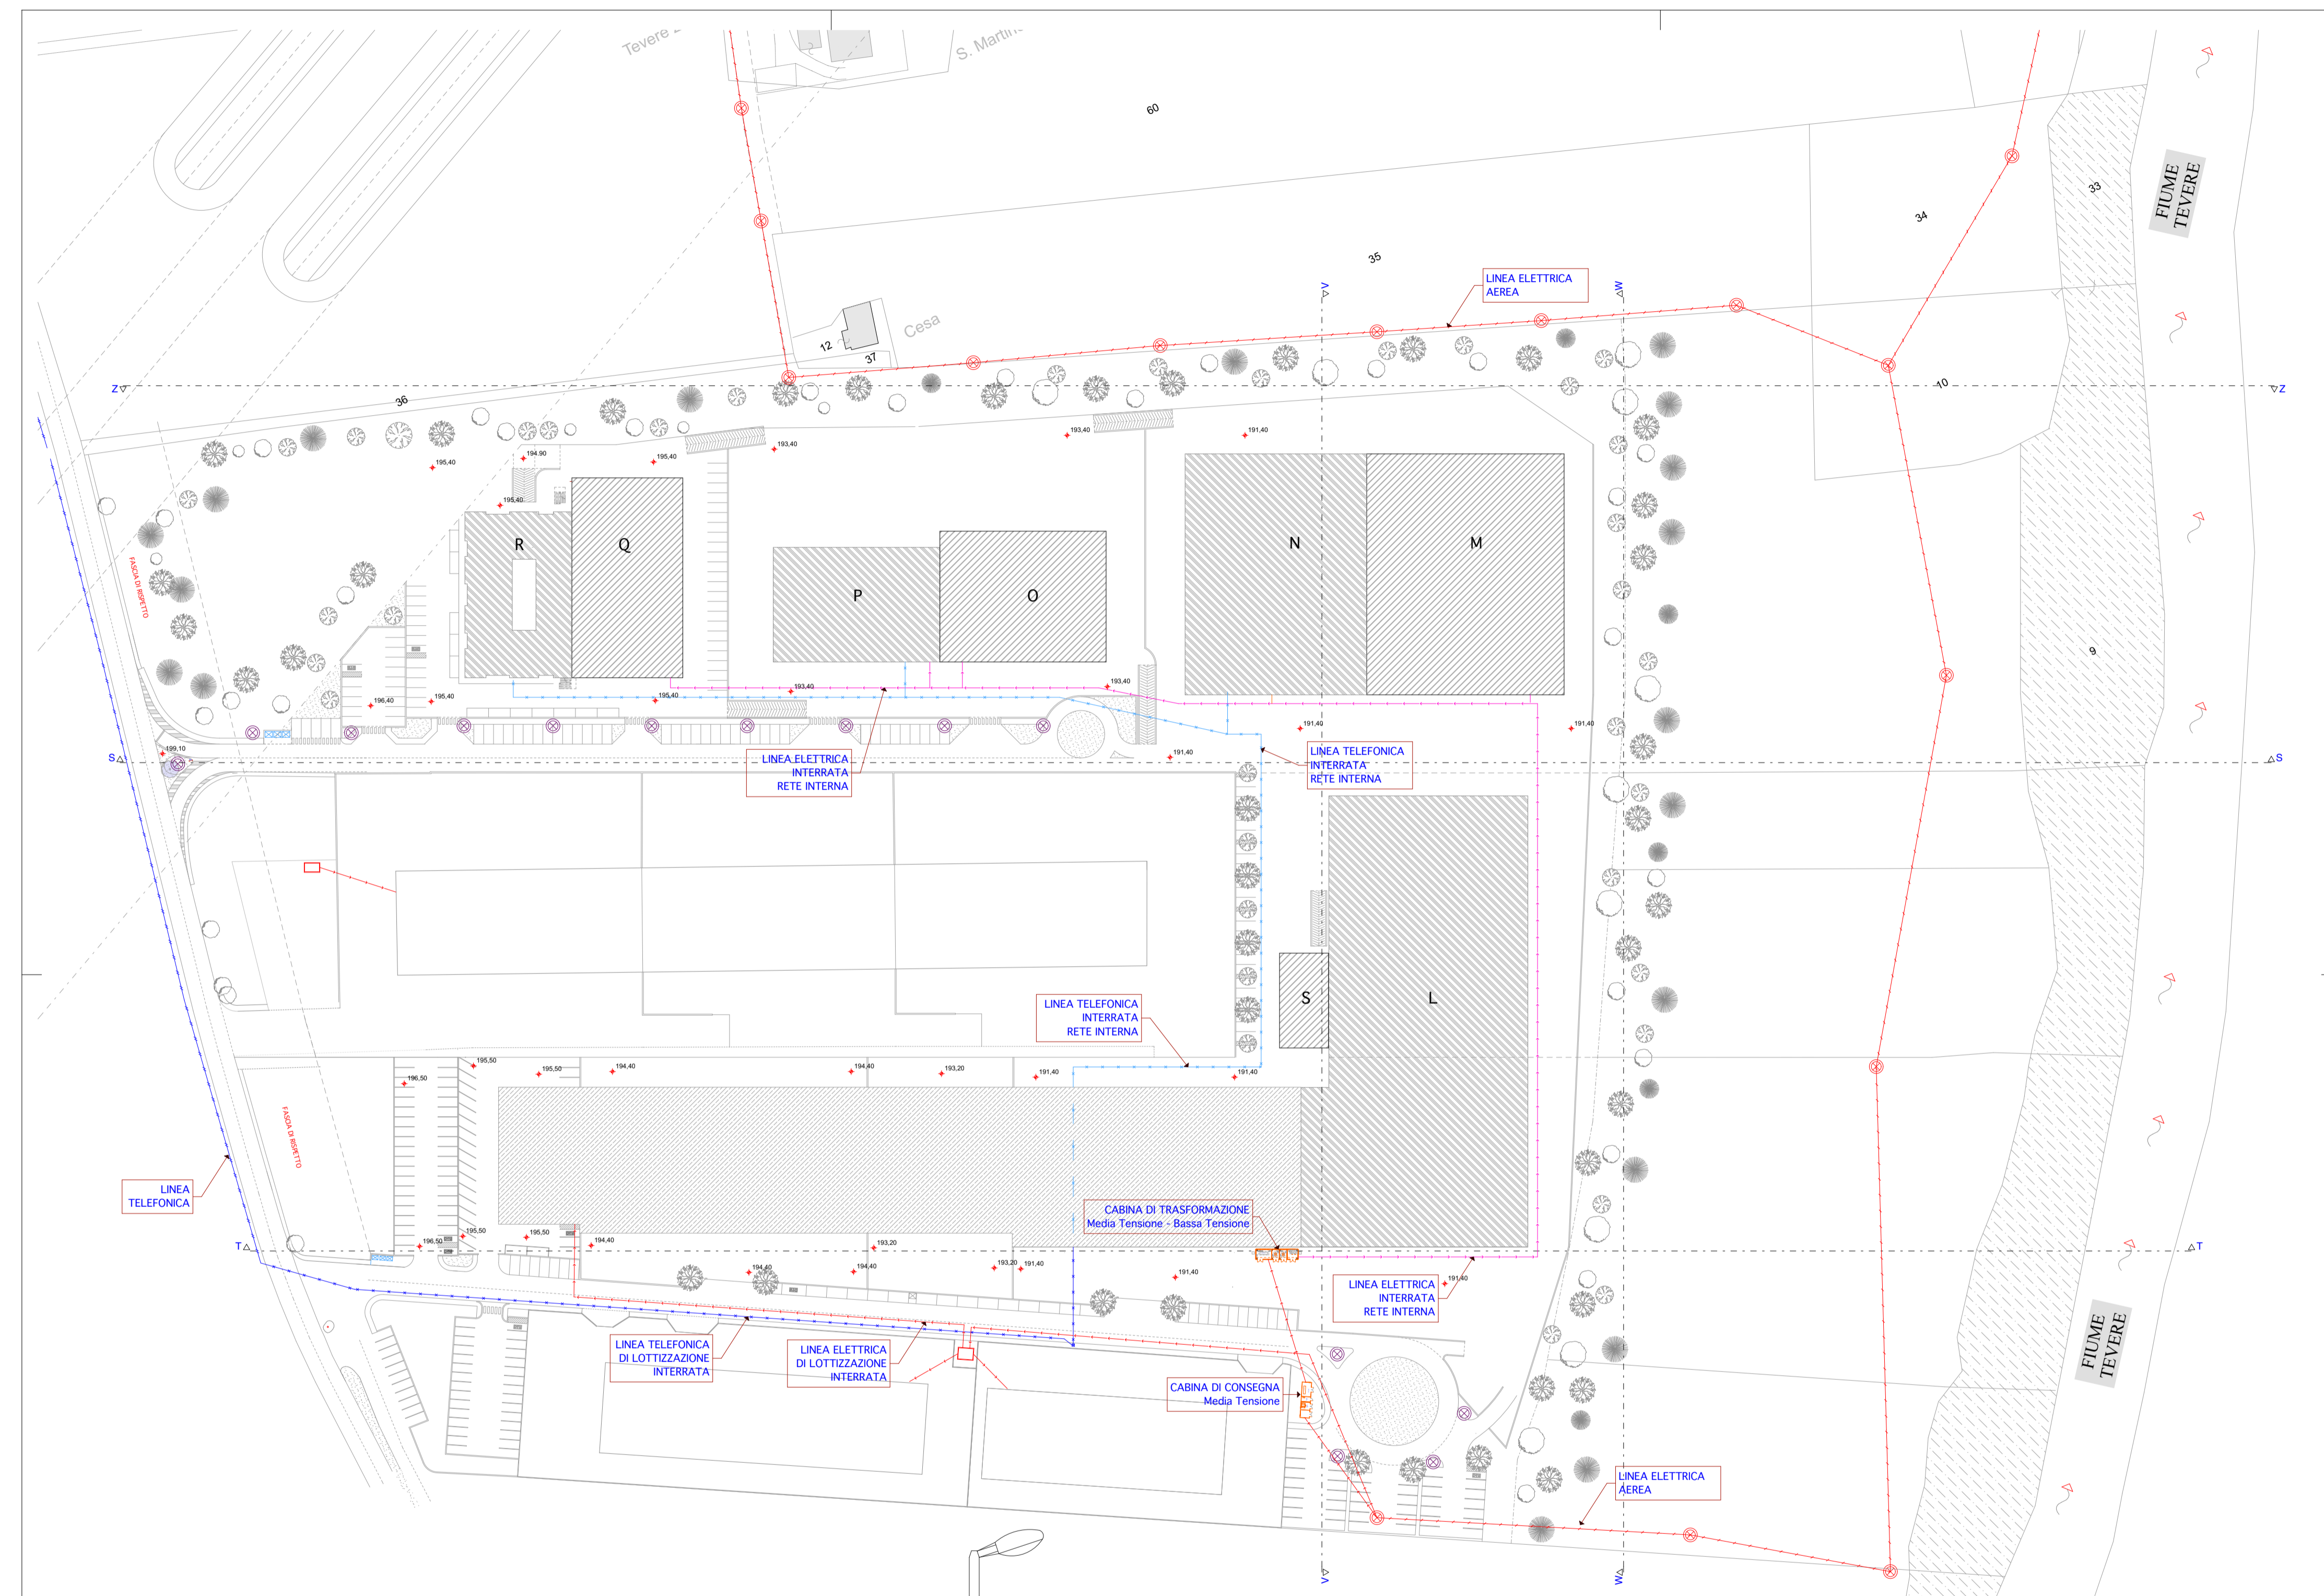 Tevere
S. Martin
60
33
FIUME
TEVERE
34
35
LINEA ELETTRICA
AEREA
V
W
Cesa
12
37
Z
10
Z
36
193,40
191,40
193,40
194.90
195,40
195,40
195,40
R
Q
N
M
FASCIA DI RISPETTO
P
O
9
193,40
193,40
195,40
195,40
196,40
191,40
191,40
199,10
191,40
S
S
LINEA ELETTRICA
INTERRATA
RETE INTERNA
LINEA TELEFONICA
INTERRATA
RETE INTERNA
S
L
LINEA TELEFONICA
INTERRATA
RETE INTERNA
195,50
195,50
194,40
194,40
193,20
191,40
191,40
196,50
FASCIA DI RISPETTO
LINEA
TELEFONICA
CABINA DI TRASFORMAZIONE
Media Tensione - Bassa Tensione
195,50
195,50
196,50
194,40
193,20
T
T
194,40
194,40
193,20
191,40
191,40
191,40
LINEA ELETTRICA
INTERRATA
RETE INTERNA
FIUME
TEVERE
LINEA TELEFONICA
DI LOTTIZZAZIONE
INTERRATA
LINEA ELETTRICA
DI LOTTIZZAZIONE
INTERRATA
CABINA DI CONSEGNA
Media Tensione
LINEA ELETTRICA
AEREA
V
W